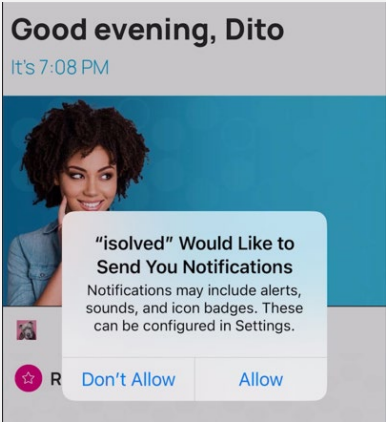 Good evening, Dito
It's 7:08 PM
“isolved” Would Like to
Send You Notifications
Notifications may include alerts,
sounds, and icon badges. These
can be configured in Settings.
R
Don’t Allow
Allow